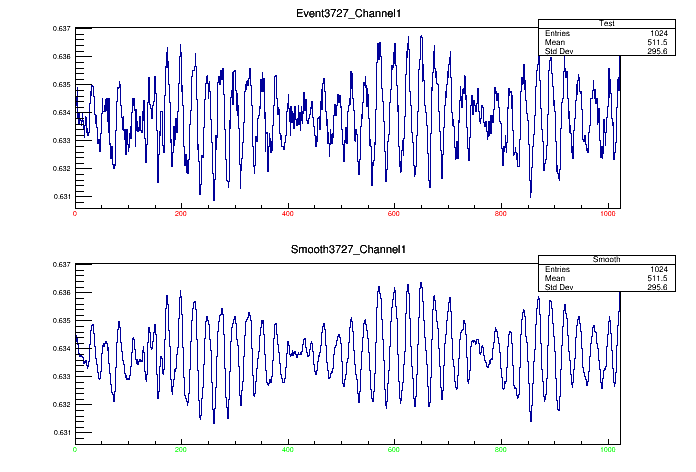 Event3727_Channel1
Test
Entries 1024
Mean 511.5
Std Dev 295.6
0.637
0.636
0.635
0.634
0.633
0.632
0.631
0 200 400 600 800 1000
Smooth3727_Channel1
Smooth
Entries 1024
Mean 511.5
Std Dev 295.6
0.637
0.636
0.635
0.634
0.633
0.632
0.631
0 200 400 600 800 1000